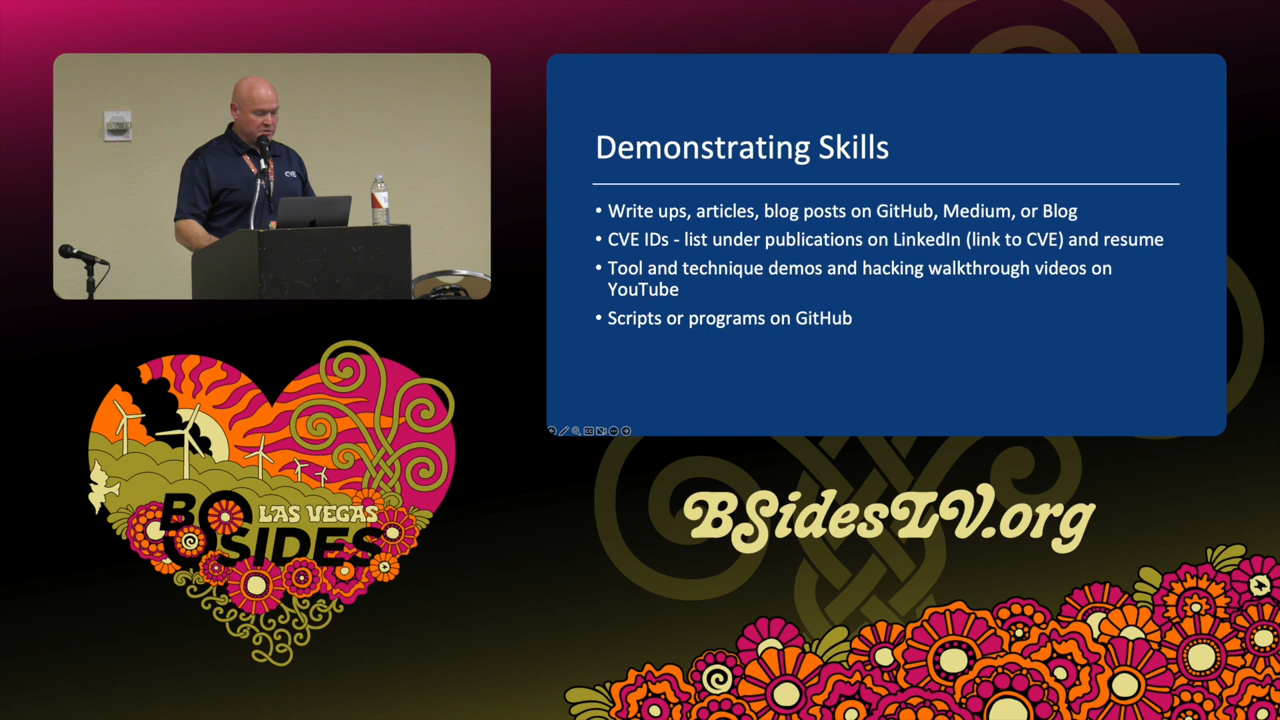 CVE
Demonstrating Skills
• Write ups, articles, blog posts on GitHub, Medium, or Blog
• CVE IDs - list under publications on LinkedIn (link to CVE) and resume
• Tool and technique demos and hacking walkthrough videos on
YouTube
• Scripts or programs on GitHub
LAS VEGAS
BSIDES
BSidesLV.org